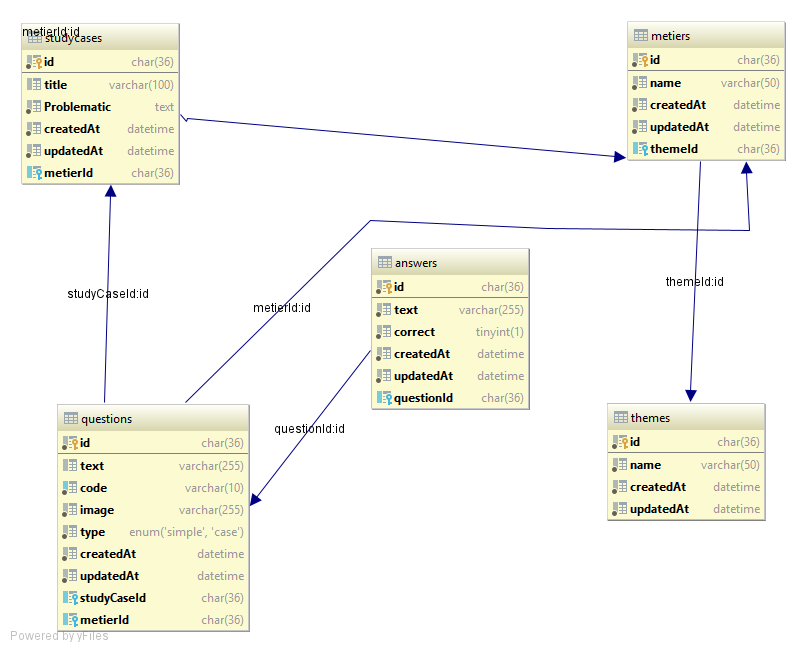 metierId:id
studycases
id char(36)
title varchar(100)
Problematic text
createdAt datetime
updatedAt datetime
metierId char(36)
metiers
id char(36)
name varchar(50)
createdAt datetime
updatedAt datetime
themeId char(36)
studyCaseId:id
metierId:id
themeId:id
answers
id char(36)
text varchar(255)
correct tinyint(1)
createdAt datetime
updatedAt datetime
questionId char(36)
questionId:id
questions
id char(36)
text varchar(255)
code varchar(10)
image varchar(255)
type enum('simple', 'case')
createdAt datetime
updatedAt datetime
studyCaseId char(36)
metierId char(36)
themes
id char(36)
name varchar(50)
createdAt datetime
updatedAt datetime
Powered by yFiles